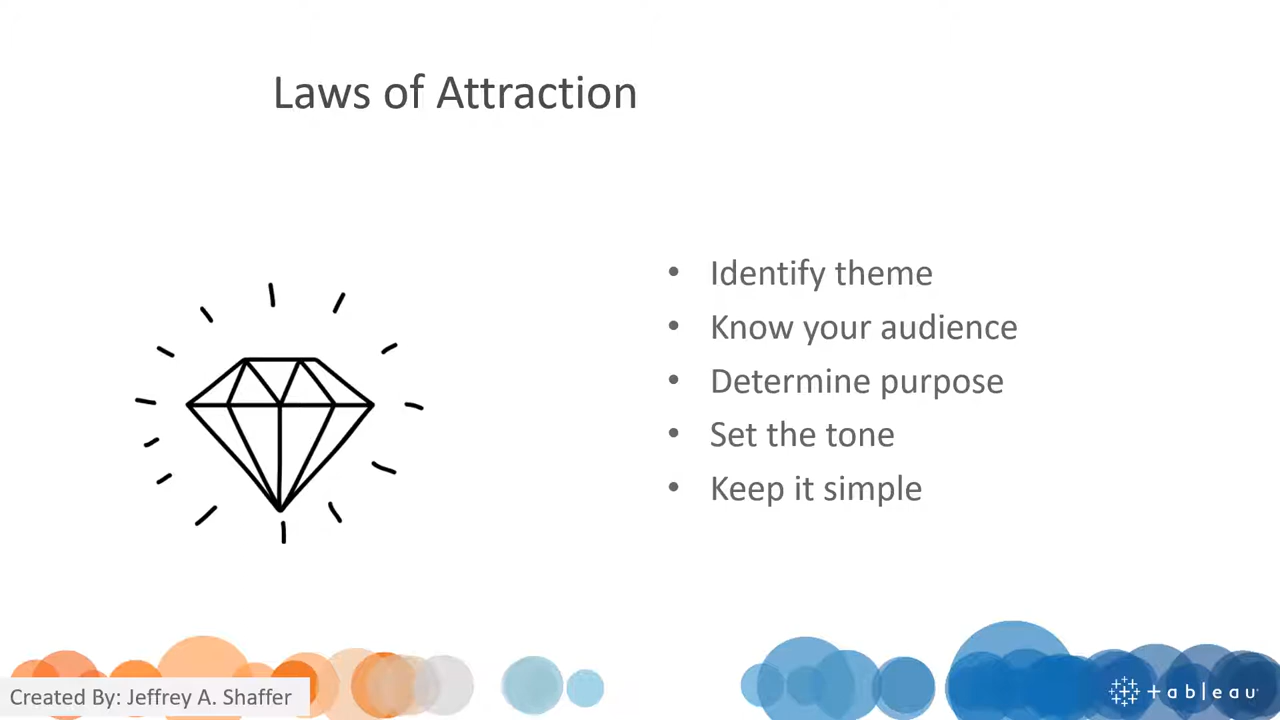 Laws of Attraction
• Identify theme
• Know your audience
• Determine purpose
• Set the tone
• Keep it simple
Created By: Jeffrey A. Shaffer
tableau